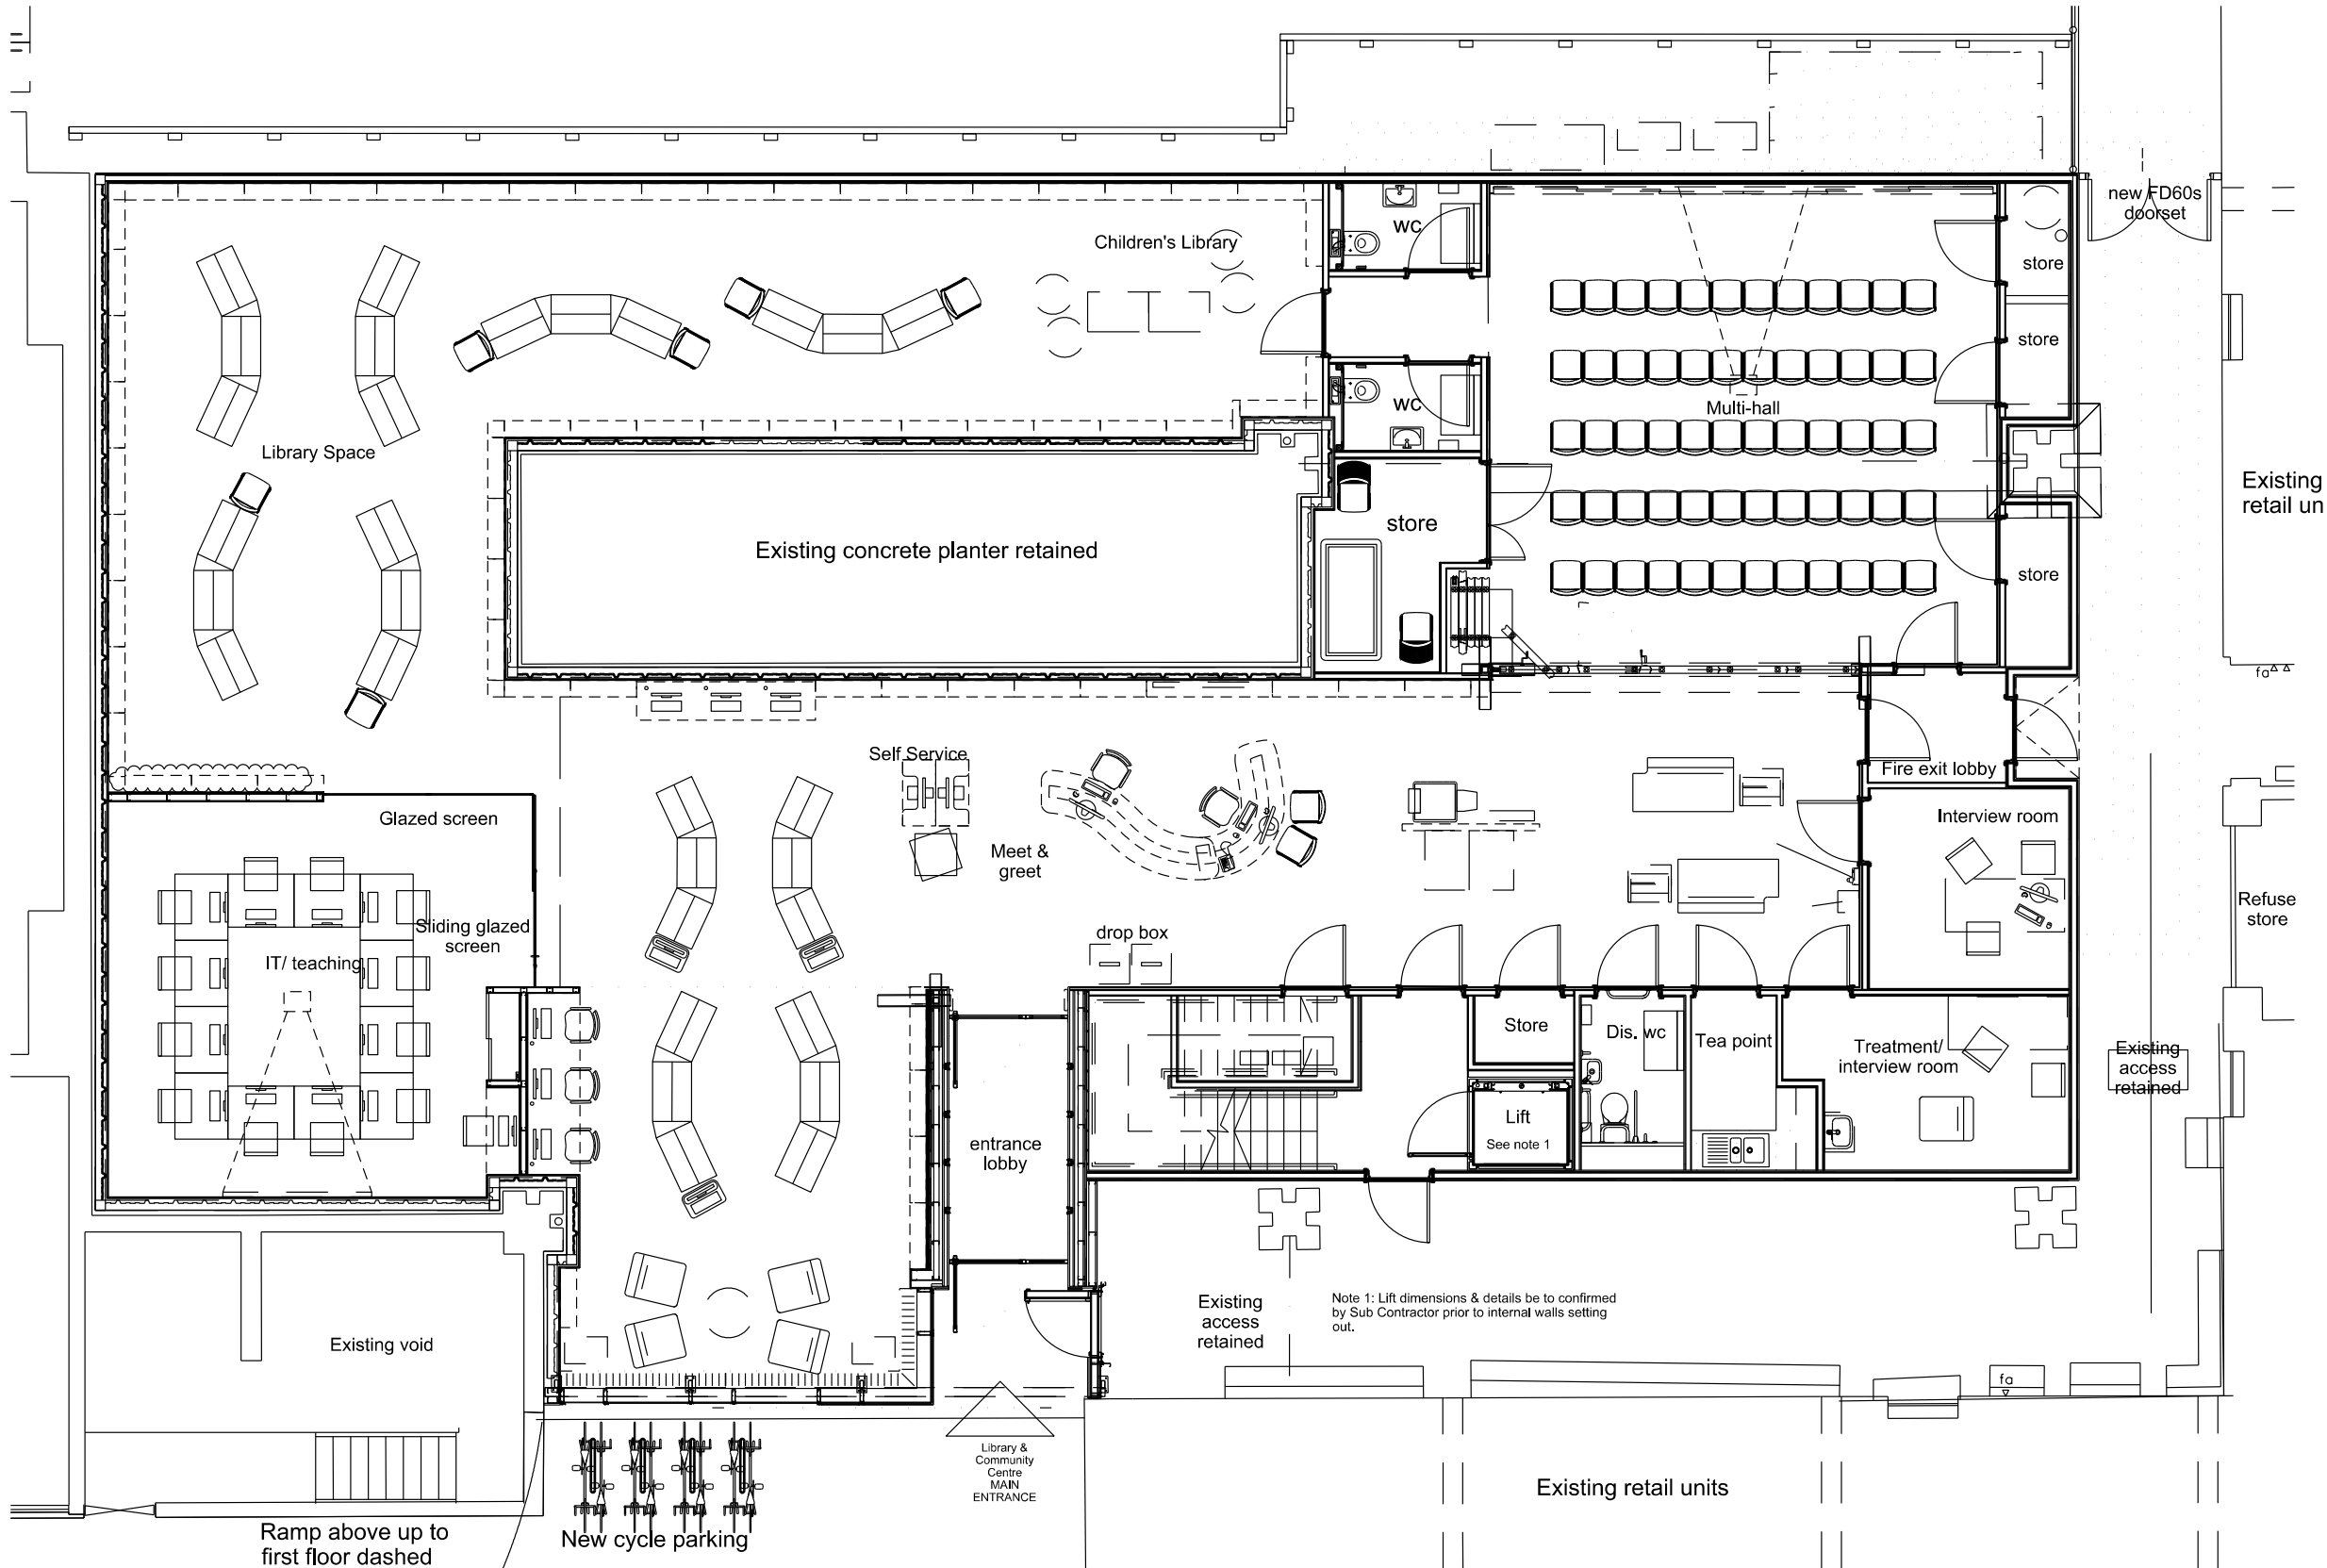 new FD60s
doorset
wc
Children's Library
store
store
wc
Multi-hall
Library Space
Existing
retail un
store
Existing concrete planter retained
store
fa
Self Service
Fire exit lobby
Glazed screen
Interview room
Meet &
greet
Refuse
store
Sliding glazed
screen
drop box
IT/ teaching
Store
Dis. wc
Tea point
Treatment/
interview room
Existing
access
retained
Lift
See note 1
entrance
lobby
Existing
access
retained
Note 1: Lift dimensions & details be to confirmed
by Sub Contractor prior to internal walls setting
out.
Existing void
fa
Library &
Community
Centre
MAIN
ENTRANCE
Existing retail units
Ramp above up to
first floor dashed
New cycle parking